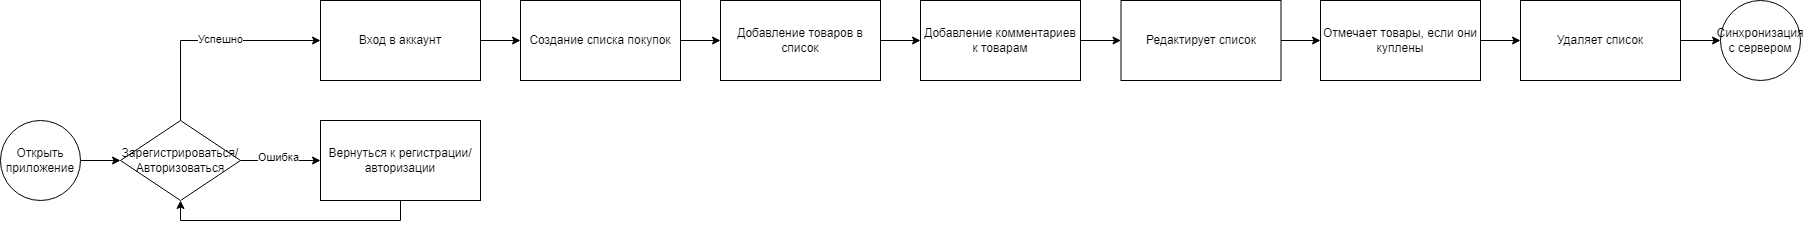 Успешно
Вход в аккаунт
Создание списка покупок
Добавление товаров в
список
Добавление комментариев
к товарам
Редактирует список
Отмечает товары, если они
куплены
Удаляет список
Синхронизация
с сервером
Открыть
приложение
Зарегистрироваться/
Авторизоваться
Ошибка
Вернуться к регистрации/
авторизации